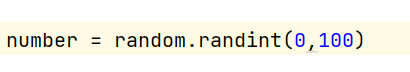 number = random.randint(0,100)